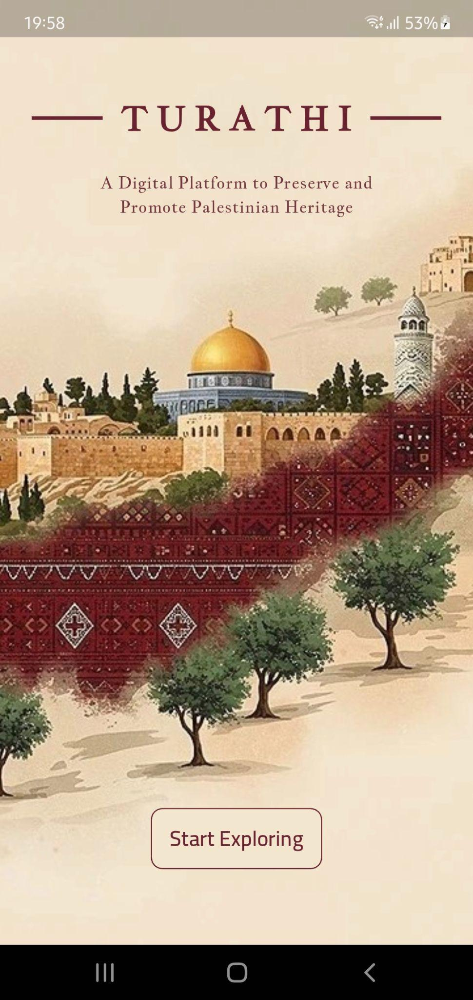 19:58
53%
TURATHI
A Digital Platform to Preserve and
Promote Palestinian Heritage
Start Exploring